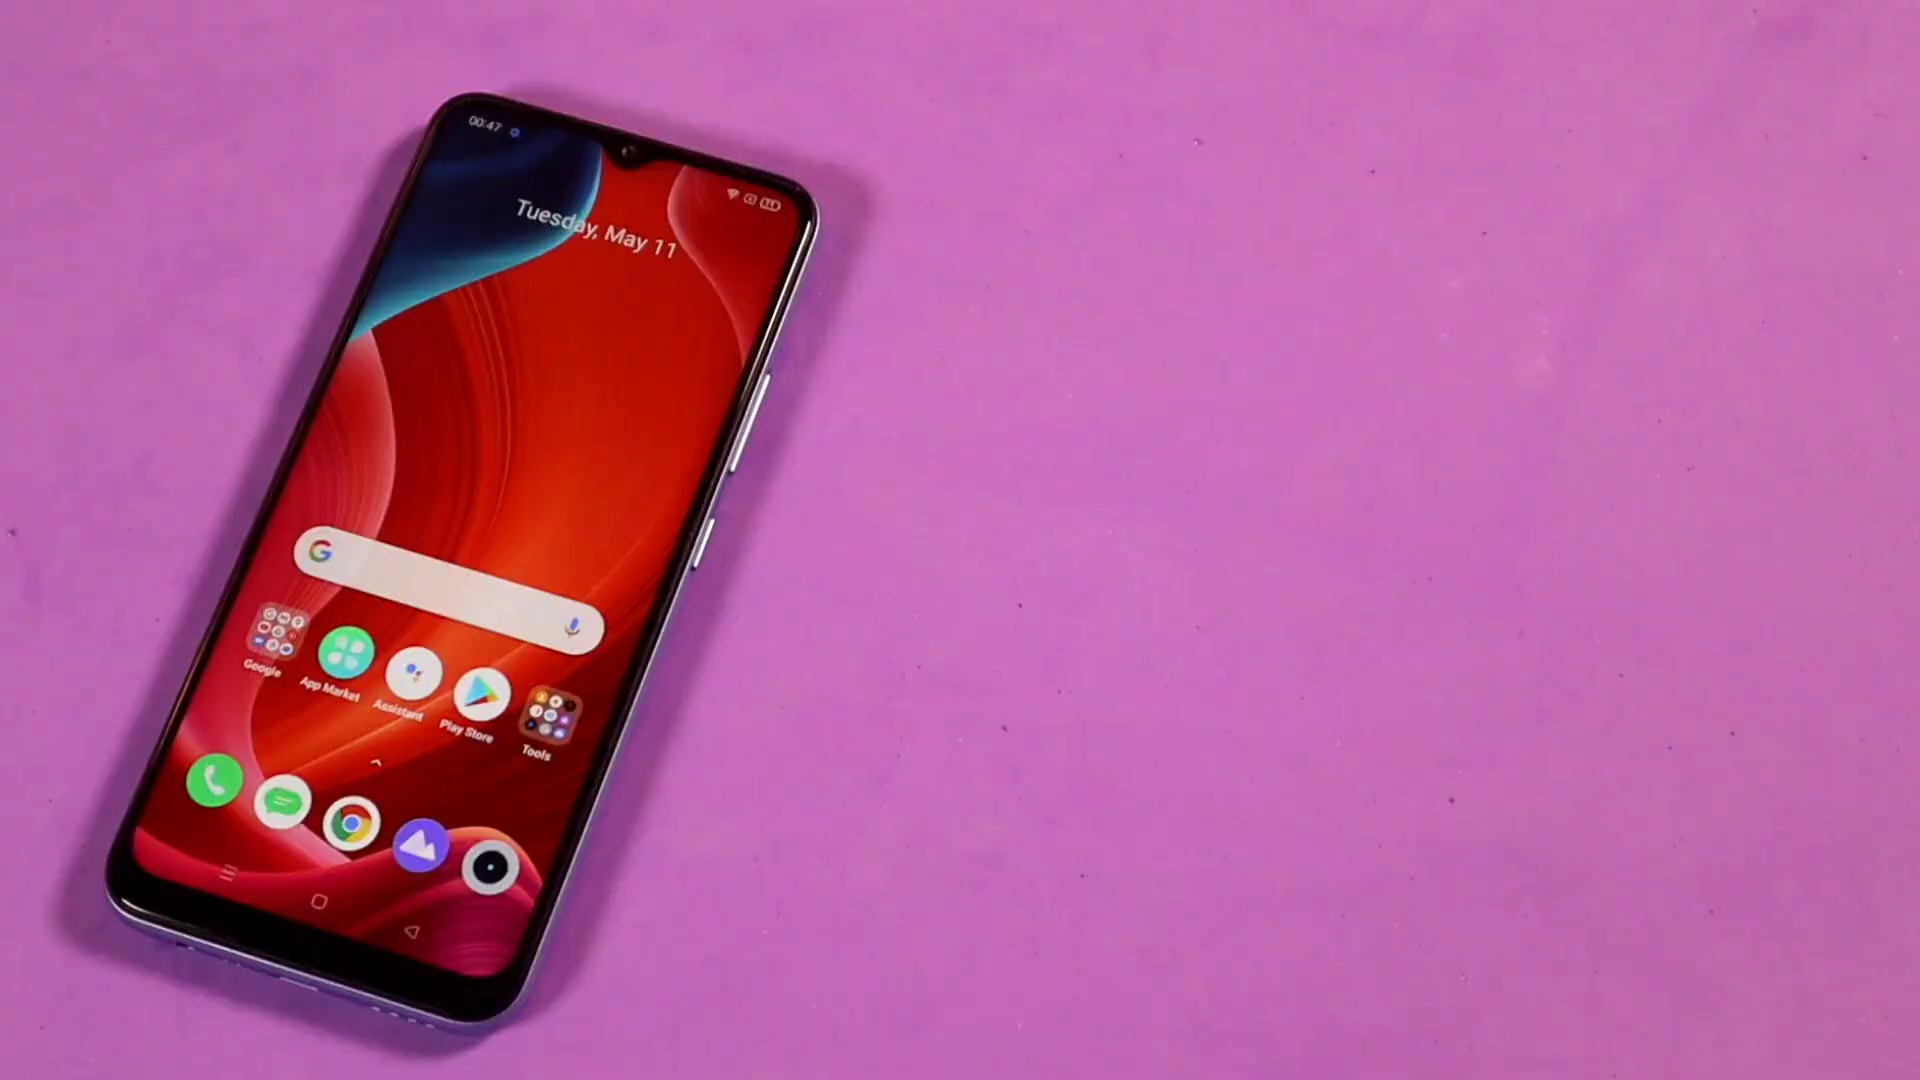 00:47
Tuesday, May 11
Google
App Market
Assistant
Play Store
Tools